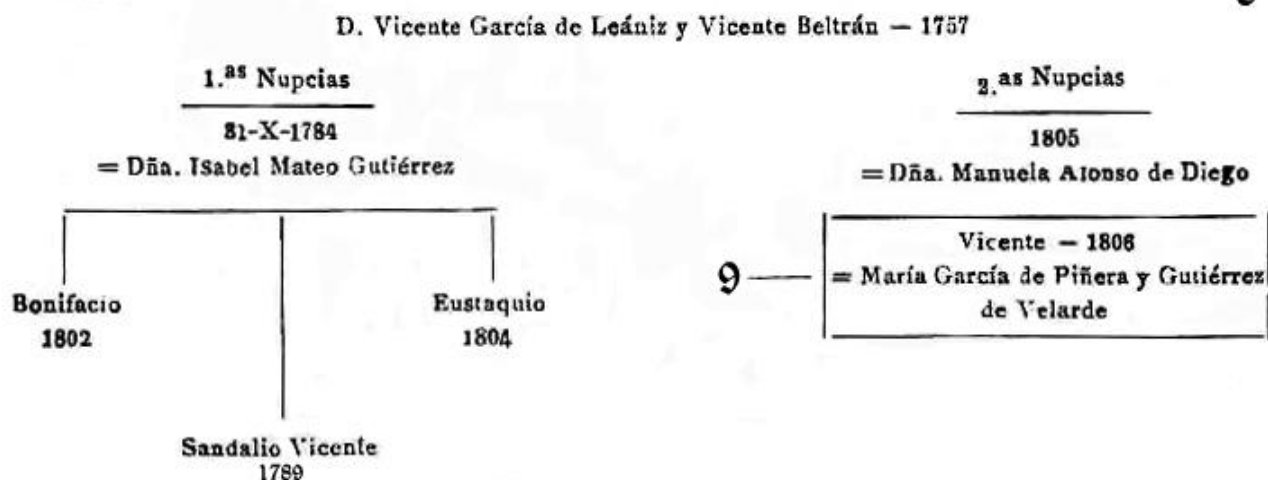 D. Vicente García de Leániz y Vicente Beltrán — 1757
1.as Nupcias
31-X-1784
= Dña. Isabel Mateo Gutiérrez
Bonifacio
1802
Eustaquio
1804
Sandalio Vicente
1789
2.as Nupcias
1805
= Dña. Manuela Alonso de Diego
9
Vicente — 1806
= María García de Piñera y Gutiérrez
de Velarde